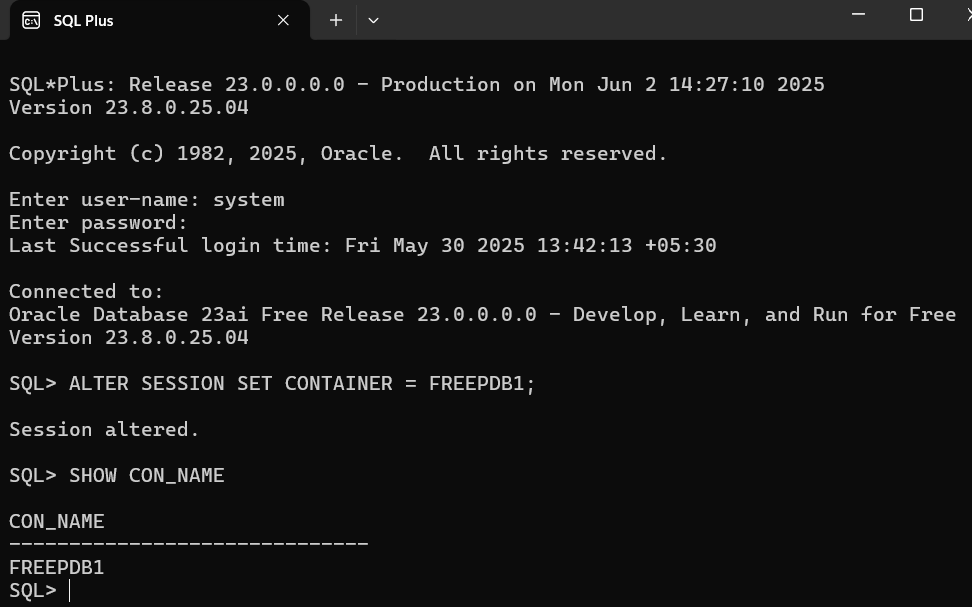 SQL Plus
SQL*Plus: Release 23.0.0.0.0 - Production on Mon Jun 2 14:27:10 2025
Version 23.8.0.25.04
Copyright (c) 1982, 2025, Oracle.  All rights reserved.
Enter user-name: system
Enter password:
Last Successful login time: Fri May 30 2025 13:42:13 +05:30
Connected to:
Oracle Database 23ai Free Release 23.0.0.0.0 - Develop, Learn, and Run for Free
Version 23.8.0.25.04
SQL> ALTER SESSION SET CONTAINER = FREEPDB1;
Session altered.
SQL> SHOW CON_NAME
CON_NAME
------------------------------
FREEPDB1
SQL>